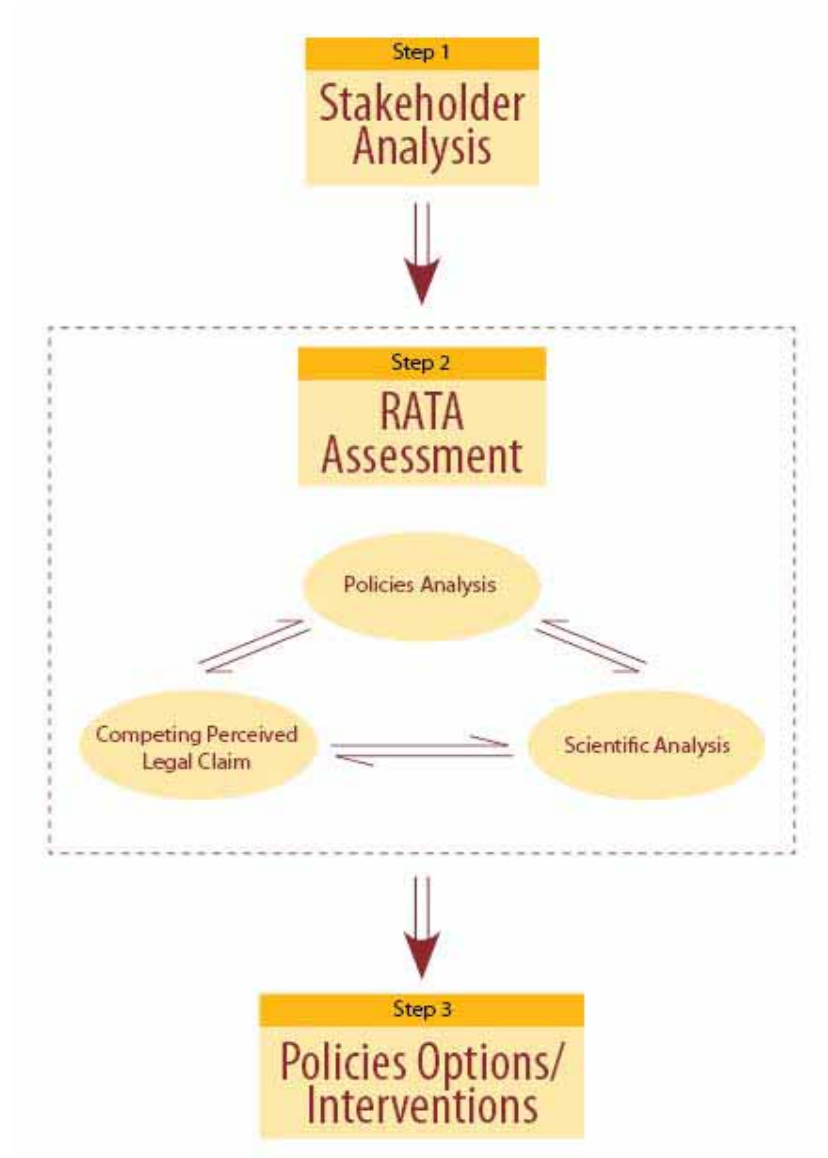 Step 1
Stakeholder
Analysis
Step 2
RATA
Assessment
Policies Analysis
Competing Perceived
Legal Claim
Scientific Analysis
Step 3
Policies Options/
Interventions